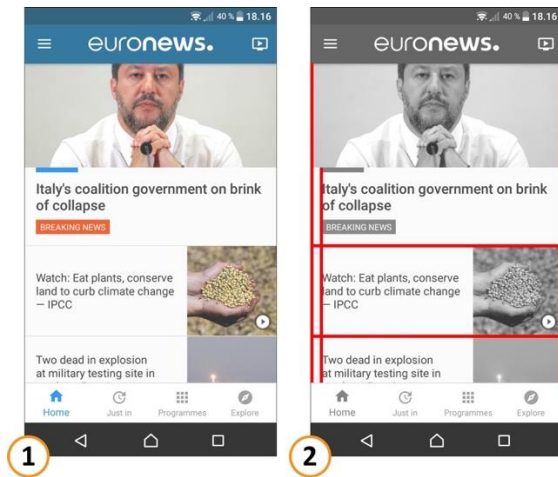 40 % 18.16
euronews.
Italy's coalition government on brink
of collapse
BREAKING NEWS
Watch: Eat plants, conserve
land to curb climate change
— IPCC
Two dead in explosion
at military testing site in
Home Just in Programmes Explore
1
40 % 18.16
euronews.
Italy's coalition government on brink
of collapse
BREAKING NEWS
Watch: Eat plants, conserve
land to curb climate change
— IPCC
Two dead in explosion
at military testing site in
Home Just in Programmes Explore
2